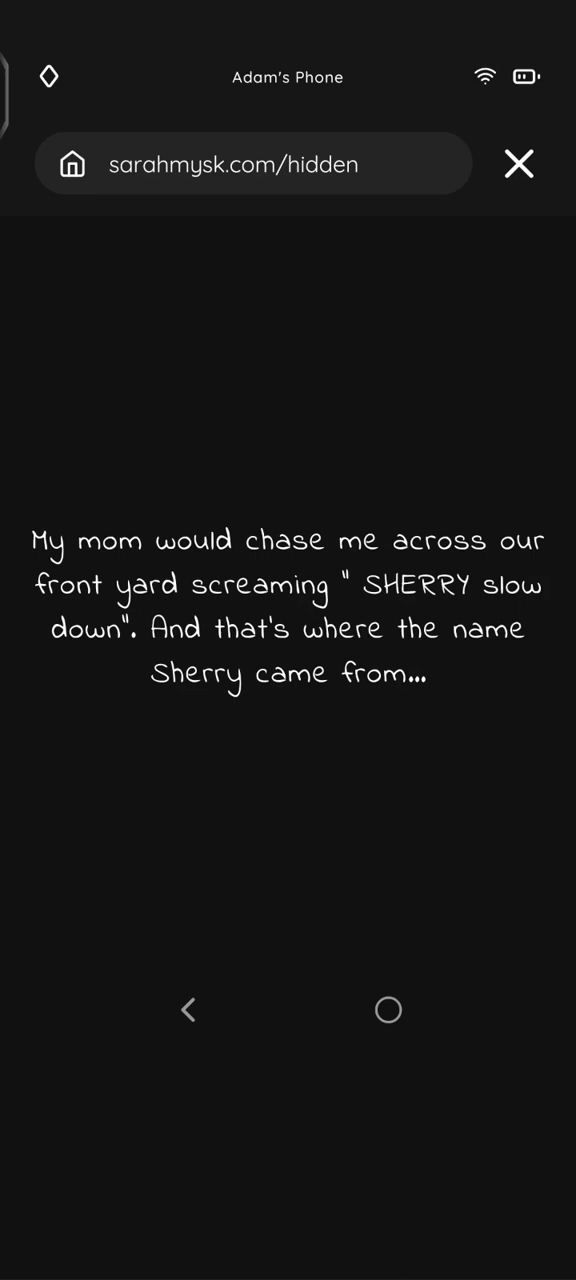 Adam's Phone
sarahmysk.com/hidden
My mom would chase me across our
front yard screaming " SHERRY slow
down". And that's where the name
Sherry came from...